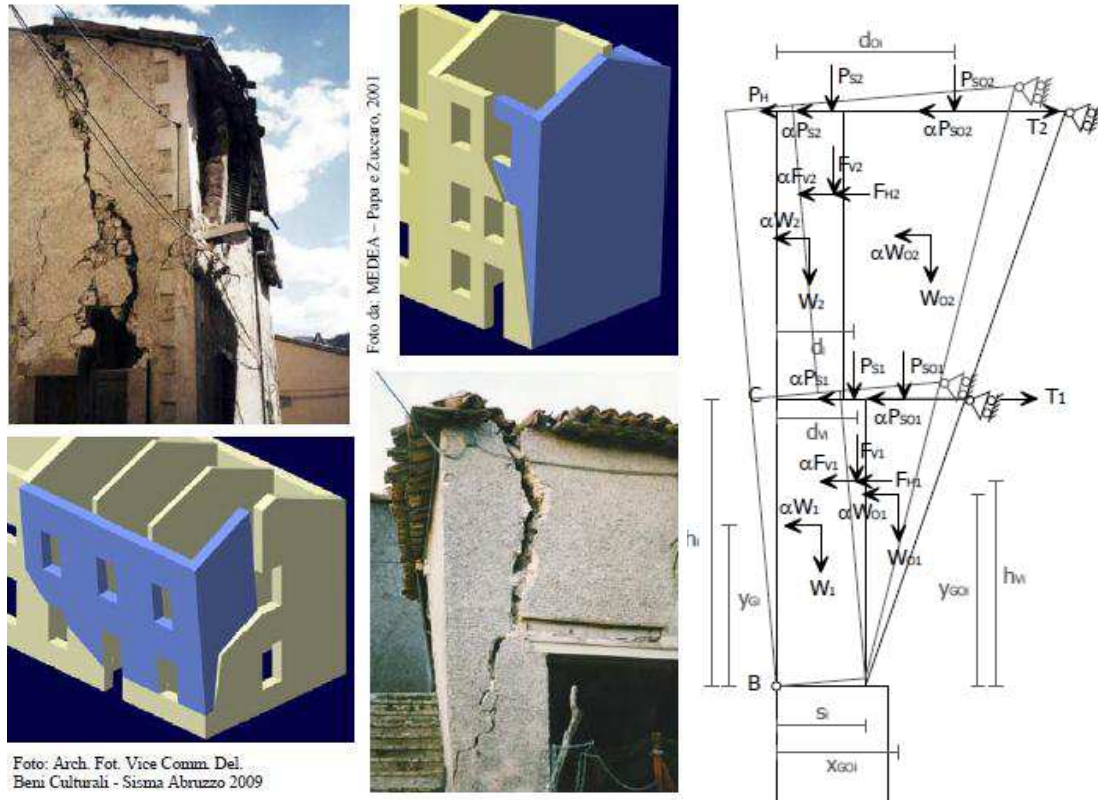 Foto da: MEDEA – Papa e Zuccaro, 2001
Foto: Arch. Fot. Vice Comm. Del.
Beni Culturali - Sisma Abruzzo 2009
d0i
PS2
PSO2
PH
αPS2
αPSO2
T2
FV2
αFV2
FH2
αW2
αWO2
W2
WO2
di
PS1
PSO1
αPS1
C
αPSO1
T1
dVi
FV1
αFV1
FH1
αW1
αWO1
hi
WO1
W1
yGi
yGOi
hVi
B
si
xGOi